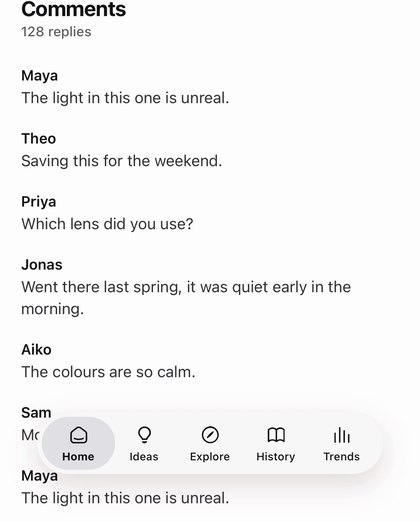 Comments
128 replies
Maya
The light in this one is unreal.
Theo
Saving this for the weekend.
Priya
Which lens did you use?
Jonas
Went there last spring, it was quiet early in the
morning.
Aiko
The colours are so calm.
Sam
Home
Ideas
Explore
History
Trends
Maya
The light in this one is unreal.